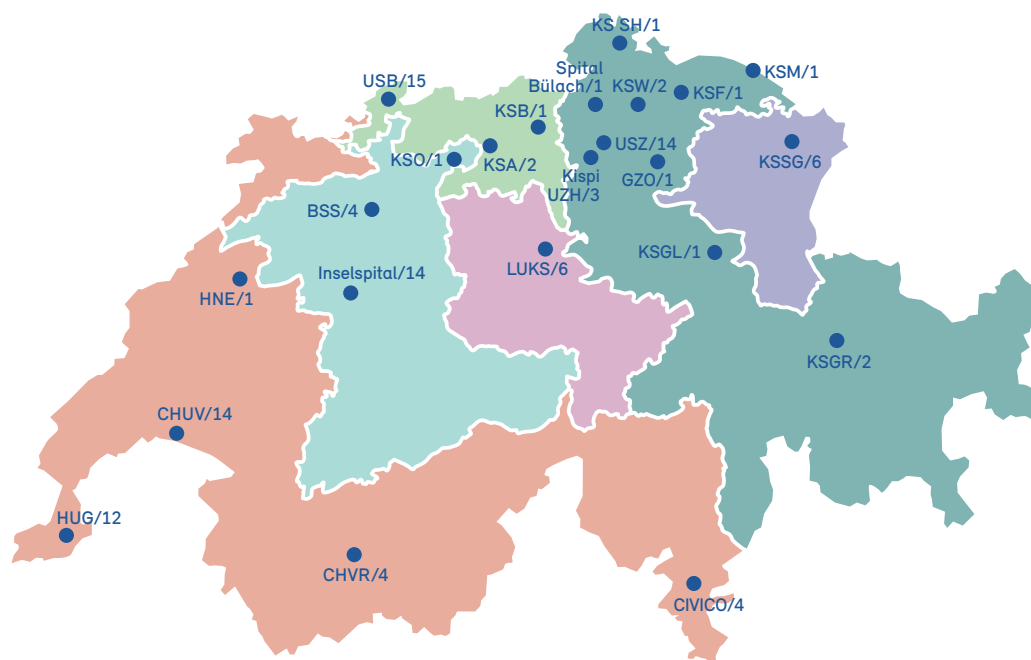 KS SH/1
Spital
Bülach/1
KSW/2
KSM/1
USB/15
KSF/1
KSB/1
KSO/1
KSA/2
USZ/14
KSSG/6
Kispi
UZH/3
GZO/1
BSS/4
KSGL/1
LUKS/6
Inselspital/14
HNE/1
KSGR/2
CHUV/14
HUG/12
CHVR/4
CIVICO/4